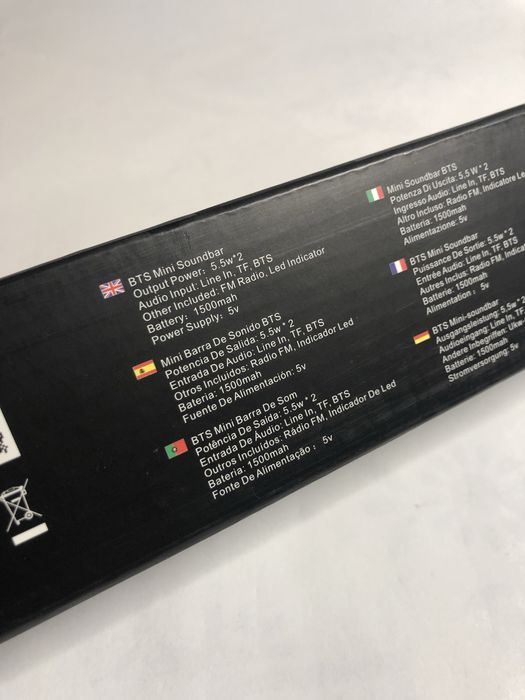 BTS Mini Soundbar
Output Power: 5.5w*2
Audio Input: Line In, TF, BTS
Other Included: FM Radio, Led Indicator
Battery: 1500mah
Power Supply: 5v
Mini Barra De Sonido BTS
Potencia De Salida: 5.5w * 2
Entrada De Audio: Line In, TF, BTS
Otros Incluidos: Radio FM, Indicador Led
Bateria: 1500mah
Fuente De Alimentación: 5v
BTS Mini Barra De Som
Potência De Saída: 5.5w * 2
Entrada De Áudio: Line In, TF, BTS
Outros Incluídos: Rádio FM, Indicador De Led
Bateria: 1500mah
Fonte De Alimentação : 5v
Mini Soundbar BTS
Potenza Di Uscita: 5,5 W * 2
Ingresso Audio: Line In, TF, BTS
Altro Incluso: Radio FM, Indicatore Le
Batteria: 1500mah
Alimentazione: 5v
BTS Mini Soundbar
Puissance De Sortie: 5.5w *
Entrée Audio: Line In, TF, BTS
Autres Inclus: Radio FM, Indica
Batterie: 1500mah
Alimentation : 5v
BTS Mini-soundbar
Ausgangsleistung: 5,5w *
Audioeingang: Line In, TF,
Andere Inbegriffen: Ukw
Batterie: 1500mah
Stromversorgung: 5v